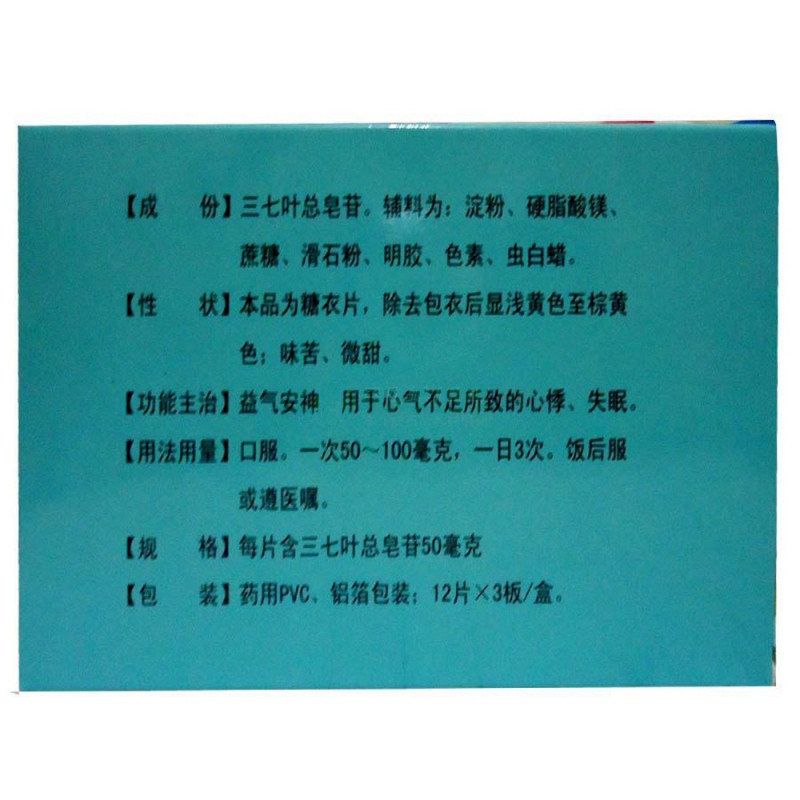 【成　份】三七叶总皂苷。辅料为：淀粉、硬脂酸镁、
蔗糖、滑石粉、明胶、色素、虫白蜡。
【性　状】本品为糖衣片，除去包衣后显浅黄色至棕黄
色；味苦、微甜。
【功能主治】益气安神　用于心气不足所致的心悸、失眠。
【用法用量】口服。一次50～100毫克，一日3次。饭后服
或遵医嘱。
【规　格】每片含三七叶总皂苷50毫克
【包　装】药用PVC、铝箔包装；12片×3板/盒。